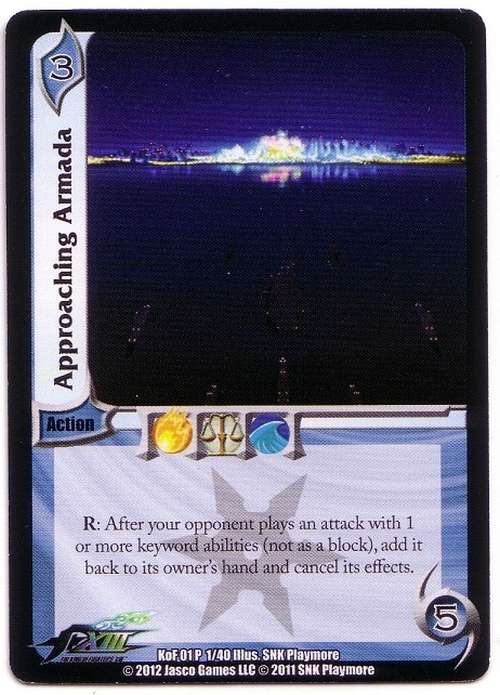 3
Approaching Armada
Action
R: After your opponent plays an attack with 1
or more keyword abilities (not as a block), add it
back to its owner's hand and cancel its effects.
5
XIII
KoF 01 P 1/40 Illus. SNK Playmore
© 2012 Jasco Games LLC © 2011 SNK Playmore